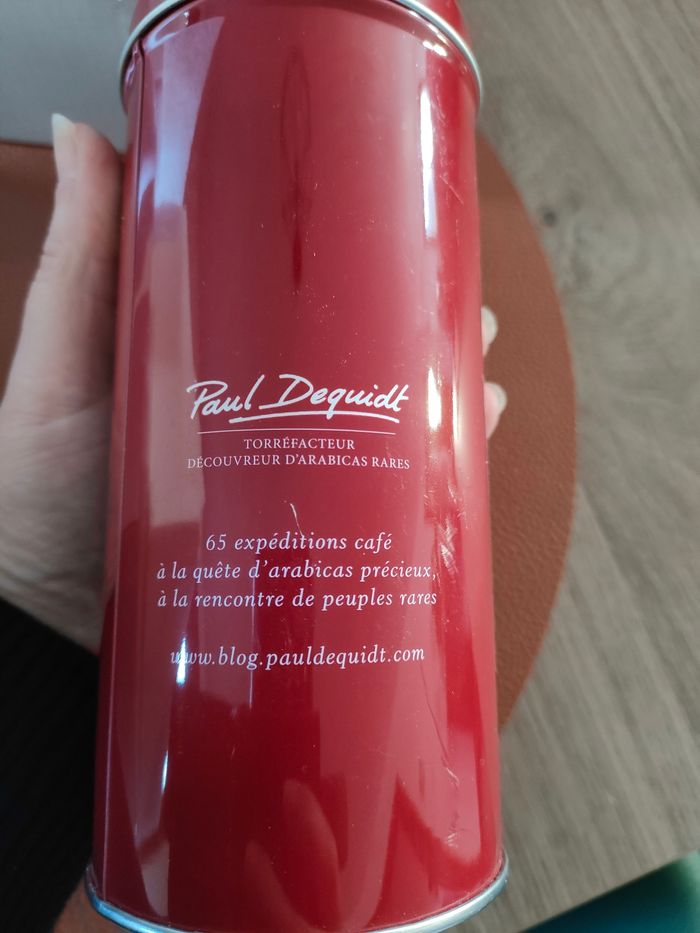 Paul Dequidt
TORRÉFACTEUR
DÉCOUVREUR D'ARABICAS RARES
65 expéditions café
à la quête d'arabicas précieux,
à la rencontre de peuples rares
www.blog.pauldequidt.com